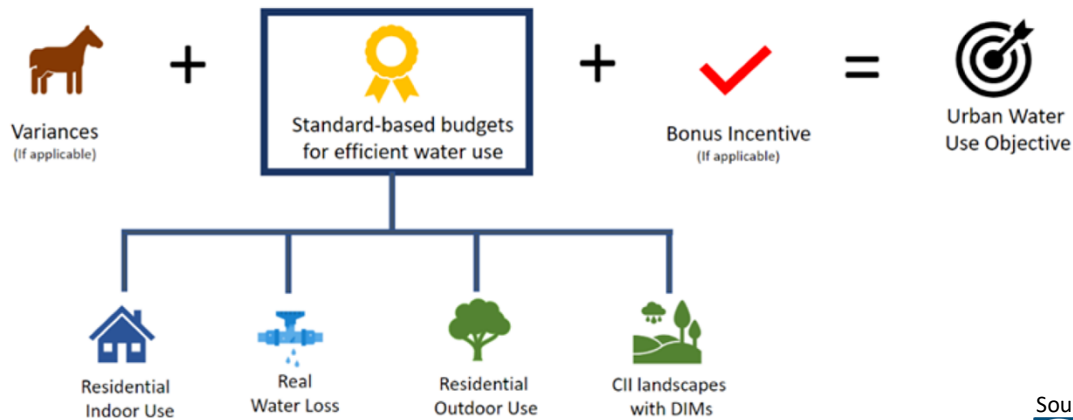 Variances
(If applicable)
+
Standard-based budgets
for efficient water use
+
Bonus Incentive
(If applicable)
=
Urban Water
Use Objective
Residential
Indoor Use
Real
Water Loss
Residential
Outdoor Use
CII landscapes
with DIMs
Sou